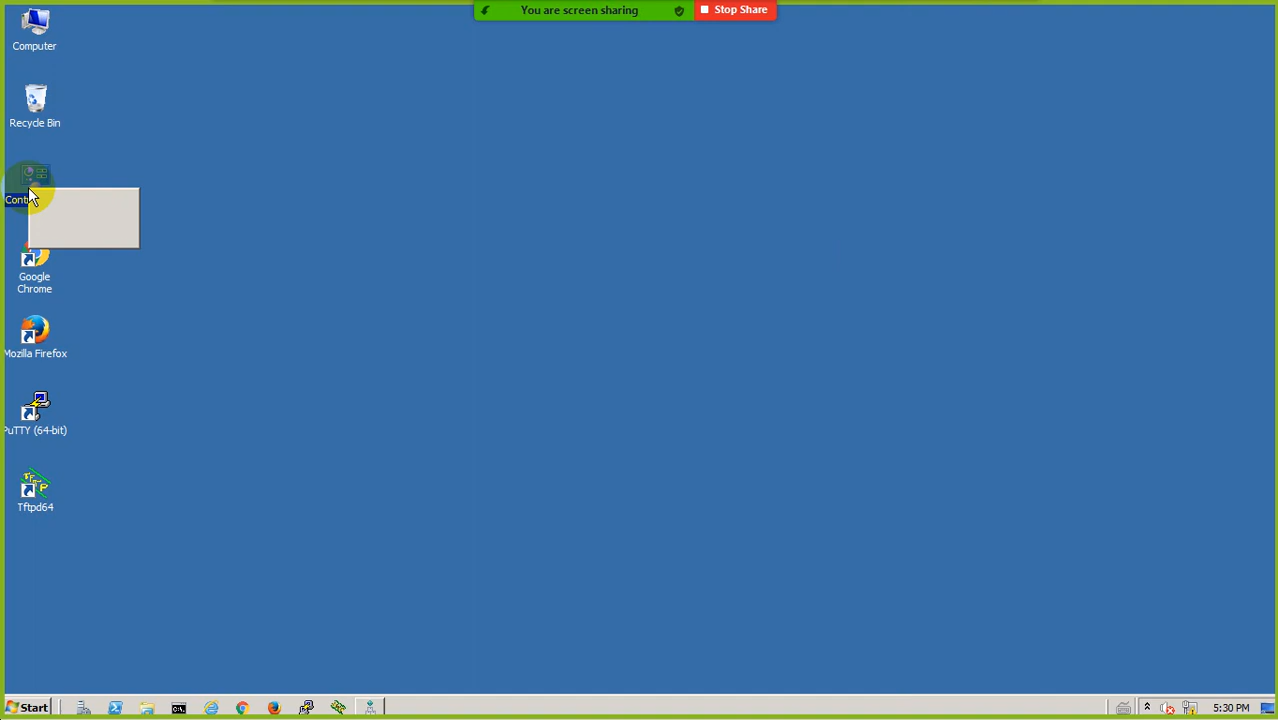 You are screen sharing
Stop Share
Computer
Recycle Bin
Cont
Google
Chrome
Mozilla Firefox
PuTTY (64-bit)
Tftpd64
Start
5:30 PM